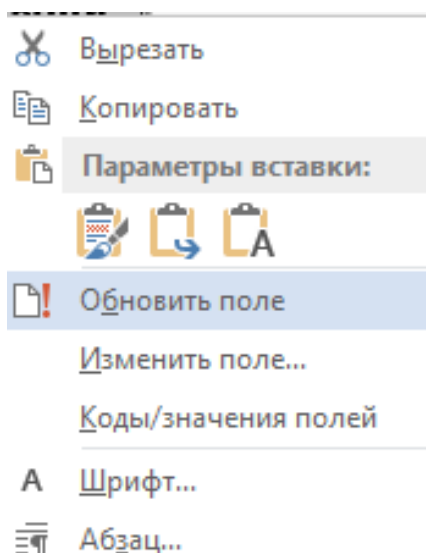 Вырезать
Копировать
Параметры вставки:
Обновить поле
Изменить поле...
Коды/значения полей
Шрифт...
Абзац...